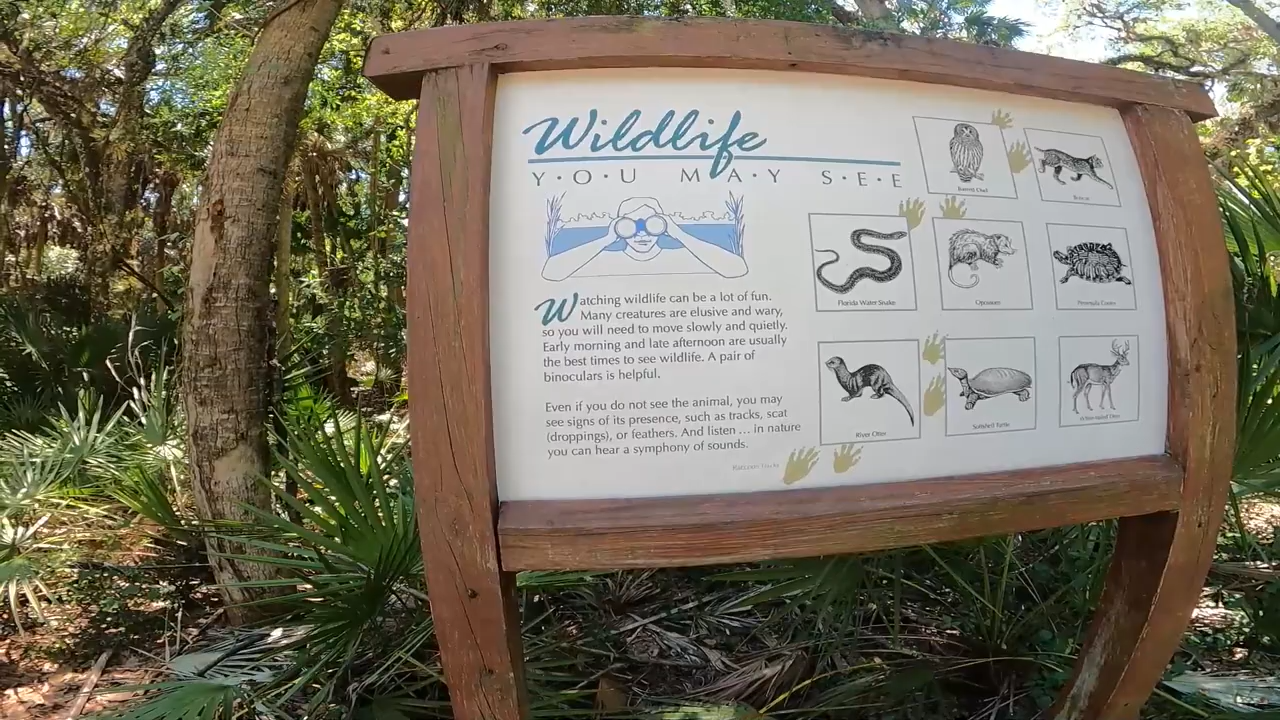 Wildlife
Y·O·U M·A·Y S·E·E
Watching wildlife can be a lot of fun.
Many creatures are elusive and wary,
so you will need to move slowly and quietly.
Early morning and late afternoon are usually
the best times to see wildlife. A pair of
binoculars is helpful.
Even if you do not see the animal, you may
see signs of its presence, such as tracks, scat
(droppings), or feathers. And listen ... in nature
you can hear a symphony of sounds.
Raccoon Tracks
Barred Owl
Bobcat
Florida Water Snake
Opossum
Peninsula Cooter
River Otter
Softshell Turtle
White-tailed Deer